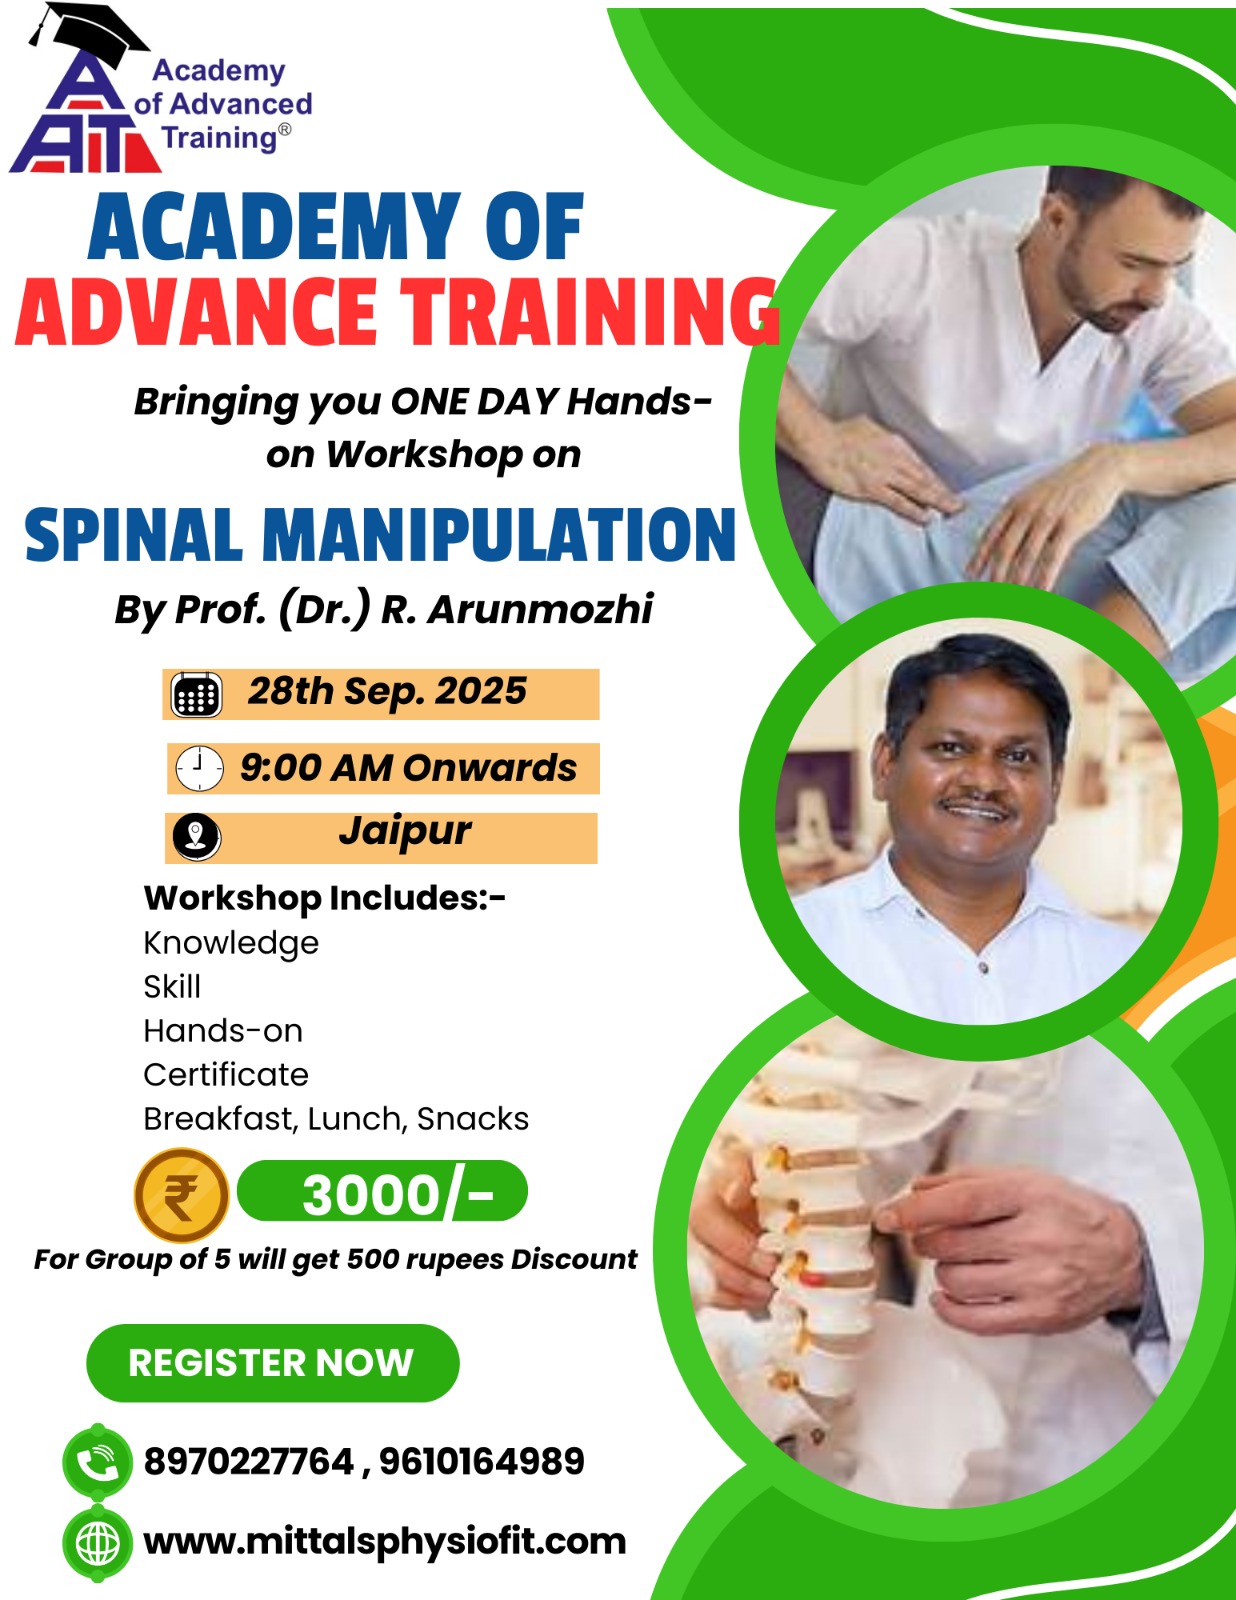 Academy
of Advanced
Training®
AAT
ACADEMY OF
ADVANCE TRAINING
Bringing you ONE DAY Hands-
on Workshop on
SPINAL MANIPULATION
By Prof. (Dr.) R. Arunmozhi
28th Sep. 2025
9:00 AM Onwards
Jaipur
Workshop Includes:-
Knowledge
Skill
Hands-on
Certificate
Breakfast, Lunch, Snacks
₹ 3000/-
For Group of 5 will get 500 rupees Discount
REGISTER NOW
8970227764 , 9610164989
www.mittalsphysiofit.com